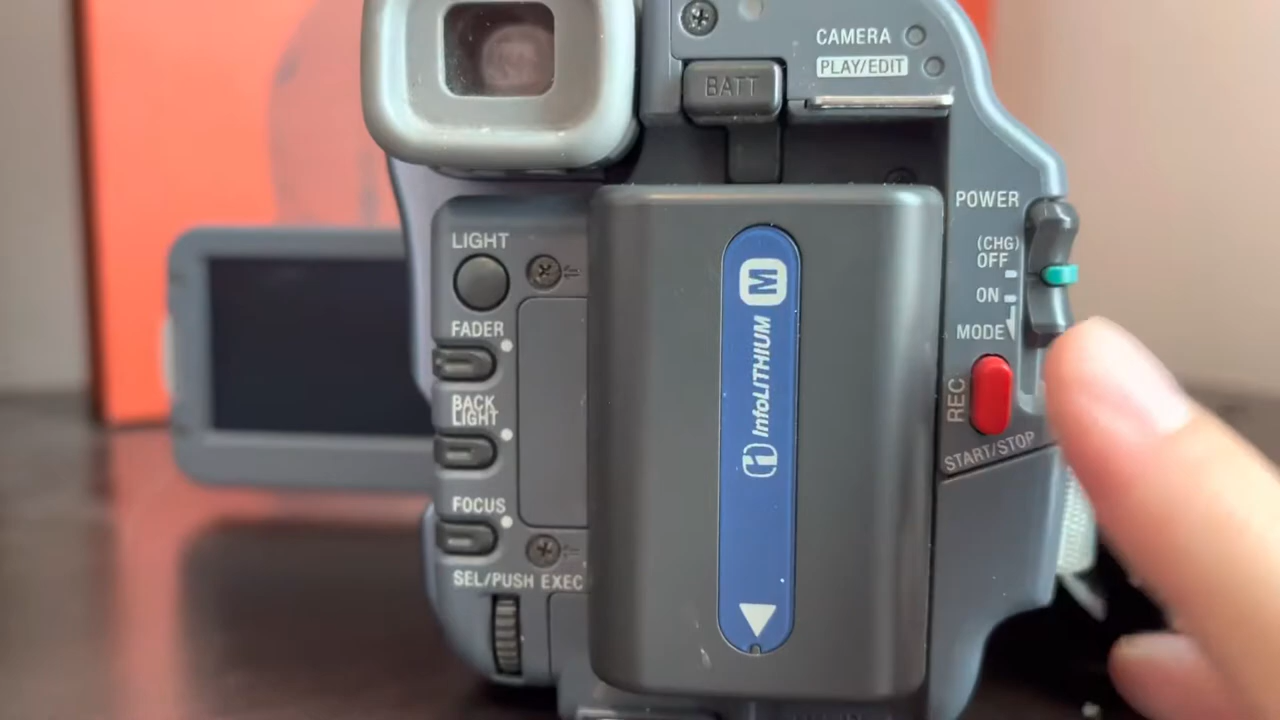 CAMERA
PLAY/EDIT
BATT
POWER
(CHG)
OFF
ON
MODE
REC
START/STOP
LIGHT
FADER
BACK
LIGHT
FOCUS
SEL/PUSH EXEC
InfoLITHIUM M